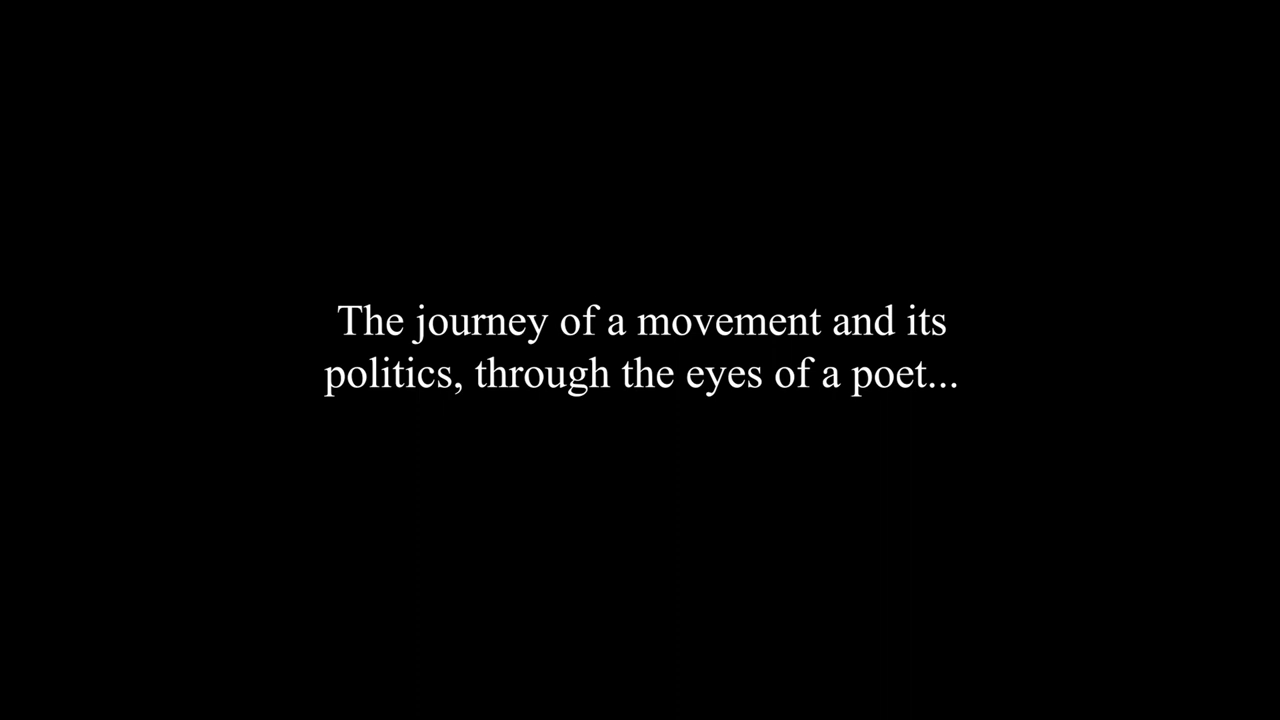 The journey of a movement and its
politics, through the eyes of a poet...